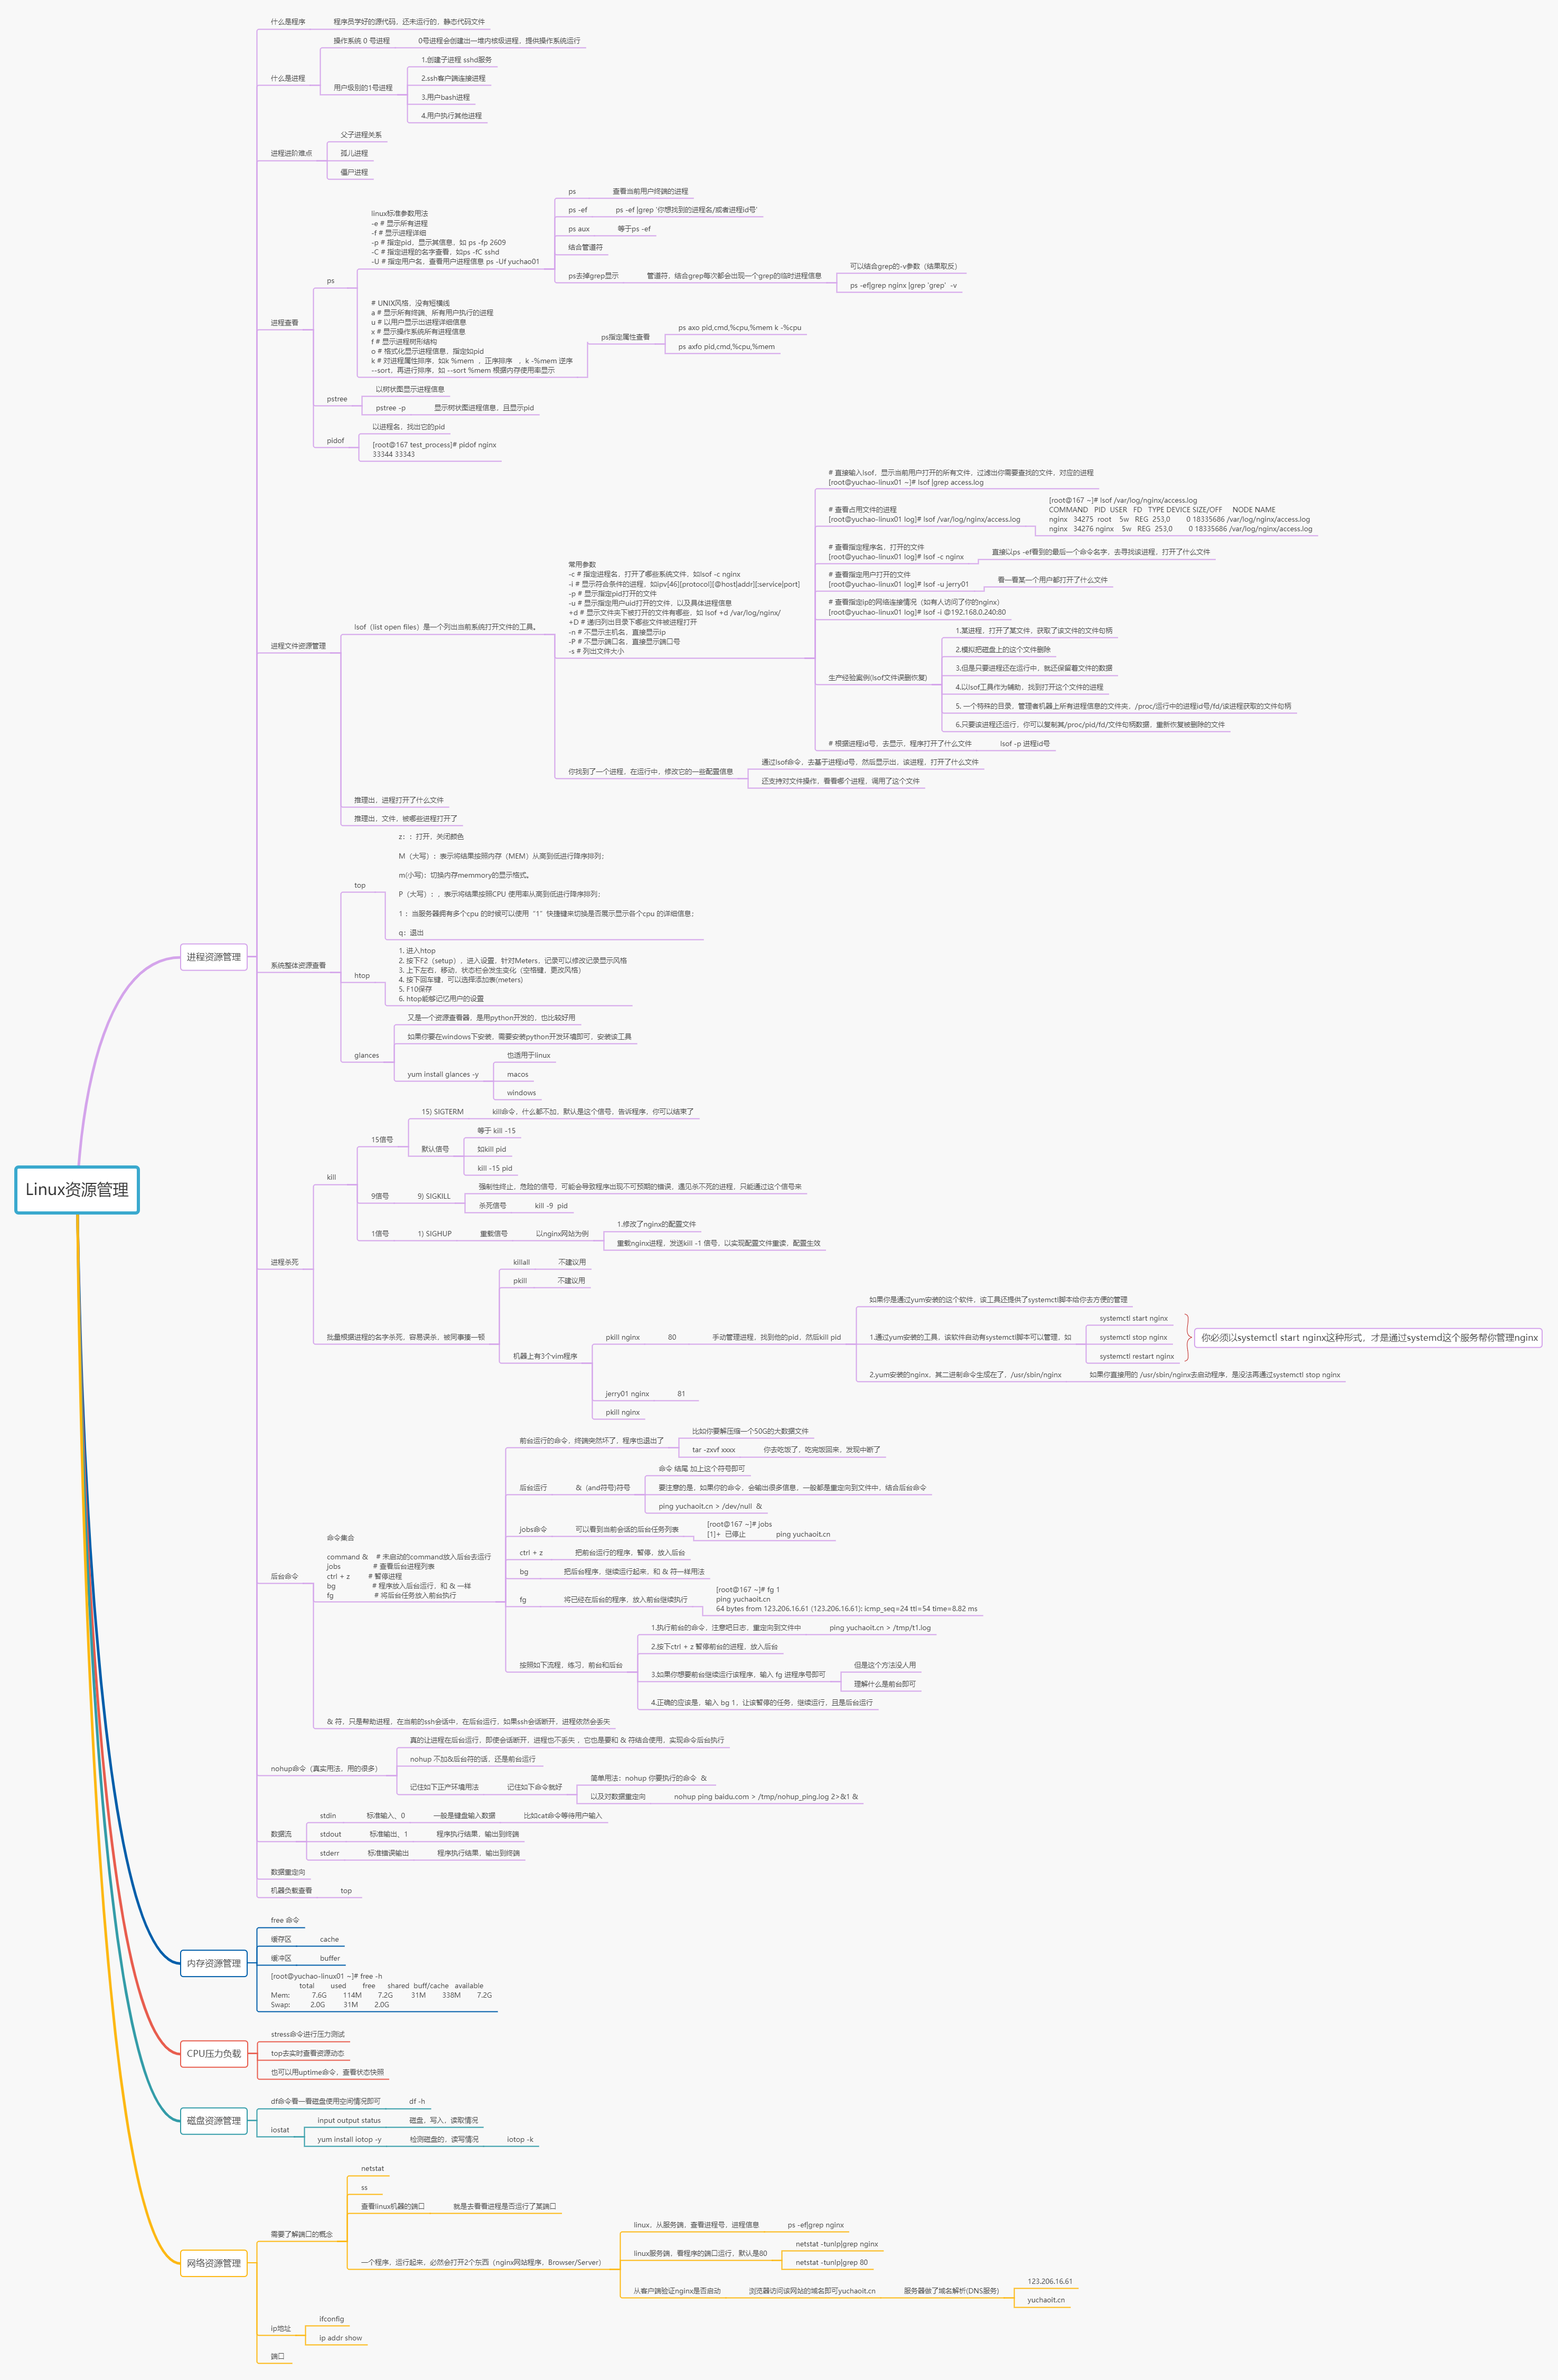 Linux资源管理
进程资源管理
什么是程序
程序员学好的源代码，还未运行的，静态代码文件
什么是进程
操作系统 0 号进程
0号进程会创建出一堆内核级进程，提供操作系统运行
用户级别的1号进程
1.创建子进程 sshd服务
2.ssh客户端连接进程
3.用户bash进程
4.用户执行其他进程
进程进阶难点
父子进程关系
孤儿进程
僵尸进程
进程查看
ps
linux标准参数用法
-e # 显示所有进程
-f # 显示进程详细
-p # 指定pid，显示其信息，如 ps -fp 2609
-C # 指定进程的名字查看，如ps -fC sshd
-U # 指定用户名，查看用户进程信息 ps -Uf yuchao01
ps
查看当前用户终端的进程
ps -ef
ps -ef |grep '你想找到的进程名/或者进程id号'
ps aux
等于ps -ef
结合管道符
ps去掉grep显示
管道符，结合grep每次都会出现一个grep的临时进程信息
可以结合grep的-v参数（结果取反）
ps -ef|grep nginx |grep 'grep' -v
# UNIX风格，没有短横线
a # 显示所有终端、所有用户执行的进程
u # 以用户显示出进程详细信息
x # 显示操作系统所有进程信息
f # 显示进程树形结构
o # 格式化显示进程信息，指定如pid
k # 对进程属性排序，如k %mem ，正序排序 ，k -%mem 逆序
--sort，再进行排序，如 --sort %mem 根据内存使用率显示
ps指定属性查看
ps axo pid,cmd,%cpu,%mem k -%cpu
ps axfo pid,cmd,%cpu,%mem
pstree
以树状图显示进程信息
pstree -p
显示树状图进程信息，且显示pid
pidof
以进程名，找出它的pid
[root@167 test_process]# pidof nginx
33344 33343
进程文件资源管理
lsof（list open files）是一个列出当前系统打开文件的工具。
常用参数
-c # 指定进程名，打开了哪些系统文件，如lsof -c nginx
-i # 显示符合条件的进程，如ipv[46][protocol][@host|addr][;service|port]
-p # 显示指定pid打开的文件
-u # 显示指定用户uid打开的文件，以及具体进程信息
+d # 显示文件夹下被打开的文件有哪些，如 lsof +d /var/log/nginx/
+D # 递归列出目录下哪些文件被进程打开
-n # 不显示主机名，直接显示ip
-P # 不显示端口名，直接显示端口号
-s # 列出文件大小
# 直接输入lsof，显示当前用户打开的所有文件，过滤出你需要查找的文件，对应的进程
[root@yuchao-linux01 ~]# lsof |grep access.log
# 查看占用文件的进程
[root@yuchao-linux01 log]# lsof /var/log/nginx/access.log
[root@167 ~]# lsof /var/log/nginx/access.log
COMMAND PID USER FD TYPE DEVICE SIZE/OFF NODE NAME
nginx 34275 root 5w REG 253,0 0 18335686 /var/log/nginx/access.log
nginx 34276 nginx 5w REG 253,0 0 18335686 /var/log/nginx/access.log
# 查看指定程序名，打开的文件
[root@yuchao-linux01 log]# lsof -c nginx
直接以ps -ef看到的最后一个命令名字，去寻找该进程，打开了什么文件
# 查看指定用户打开的文件
[root@yuchao-linux01 log]# lsof -u jerry01
看一看某一个用户都打开了什么文件
# 查看指定ip的网络连接情况（如有人访问了你的nginx）
[root@yuchao-linux01 log]# lsof -i @192.168.0.240:80
生产经验案例(lsof文件误删恢复)
1.某进程，打开了某文件，获取了该文件的文件句柄
2.模拟把磁盘上的这个文件删除
3.但是只要进程还在运行中，就还保留着文件的数据
4.以lsof工具作为辅助，找到打开这个文件的进程
5. 一个特殊的目录，管理者机器上所有进程信息的文件夹，/proc/运行中的进程id号/fd/该进程获取的文件句柄
6.只要该进程还运行，你可以复制其/proc/pid/fd/文件句柄数据，重新恢复被删除的文件
# 根据进程id号，去显示，程序打开了什么文件
lsof -p 进程id号
你找到了一个进程，在运行中，修改它的一些配置信息
通过lsof命令，去基于进程id号，然后显示出，该进程，打开了什么文件
还支持对文件操作，看看哪个进程，调用了这个文件
推理出，进程打开了什么文件
推理出，文件，被哪些进程打开了
系统整体资源查看
top
z：：打开，关闭颜色
M（大写）：表示将结果按照内存（MEM）从高到低进行降序排列；
m(小写)：切换内存memmory的显示格式。
P（大写）：，表示将结果按照CPU 使用率从高到低进行降序排列；
1 ：当服务器拥有多个cpu 的时候可以使用“1”快捷键来切换是否展示显示各个cpu 的详细信息；
q：退出
htop
1. 进入htop
2. 按下F2（setup），进入设置，针对Meters，记录可以修改记录显示风格
3. 上下左右，移动，状态栏会发生变化（空格键，更改风格）
4. 按下回车键，可以选择添加表(meters)
5. F10保存
6. htop能够记忆用户的设置
glances
又是一个资源查看器，是用python开发的，也比较好用
如果你要在windows下安装，需要安装python开发环境即可，安装该工具
yum install glances -y
也适用于linux
macos
windows
进程杀死
kill
15信号
15) SIGTERM
kill命令，什么都不加，默认是这个信号，告诉程序，你可以结束了
默认信号
等于 kill -15
如kill pid
kill -15 pid
9信号
9) SIGKILL
强制性终止，危险的信号，可能会导致程序出现不可预期的错误，遇见杀不死的进程，只能通过这个信号来
杀死信号
kill -9 pid
1信号
1) SIGHUP
重载信号
以nginx网站为例
1.修改了nginx的配置文件
重载nginx进程，发送kill -1 信号，以实现配置文件重读，配置生效
批量根据进程的名字杀死，容易误杀，被同事揍一顿
killall
不建议用
pkill
不建议用
机器上有3个vim程序
pkill nginx
80
手动管理进程，找到他的pid，然后kill pid
如果你是通过yum安装的这个软件，该工具还提供了systemctl脚本给你去方便的管理
1.通过yum安装的工具，该软件自动有systemctl脚本可以管理，如
systemctl start nginx
systemctl stop nginx
systemctl restart nginx
你必须以systemctl start nginx这种形式，才是通过systemd这个服务帮你管理nginx
2.yum安装的nginx，其二进制命令生成在了，/usr/sbin/nginx
如果你直接用的 /usr/sbin/nginx去启动程序，是没法再通过systemctl stop nginx
jerry01 nginx
81
pkill nginx
后台命令
命令集合
command & # 未启动的command放入后台去运行
jobs # 查看后台进程列表
ctrl + z # 暂停进程
bg # 程序放入后台运行，和 & 一样
fg # 将后台任务放入前台执行
前台运行的命令，终端突然坏了，程序也退出了
比如你要解压缩一个50G的大数据文件
tar -zxvf xxxx
你去吃饭了，吃完饭回来，发现中断了
后台运行
&（and符号)符号
命令 结尾 加上这个符号即可
要注意的是，如果你的命令，会输出很多信息，一般都是重定向到文件中，结合后台命令
ping yuchaoit.cn > /dev/null &
jobs命令
可以看到当前会话的后台任务列表
[root@167 ~]# jobs
[1]+ 已停止 ping yuchaoit.cn
ctrl + z
把前台运行的程序，暂停，放入后台
bg
把后台程序，继续运行起来，和 & 符一样用法
fg
将已经在后台的程序，放入前台继续执行
[root@167 ~]# fg 1
ping yuchaoit.cn
64 bytes from 123.206.16.61 (123.206.16.61): icmp_seq=24 ttl=54 time=8.82 ms
按照如下流程，练习，前台和后台
1.执行前台的命令，注意吧日志，重定向到文件中
ping yuchaoit.cn > /tmp/t1.log
2.按下ctrl + z 暂停前台的进程，放入后台
3.如果你想要前台继续运行该程序，输入 fg 进程序号即可
但是这个方法没人用
理解什么是前台即可
4.正确的应该是，输入 bg 1，让该暂停的任务，继续运行，且是后台运行
& 符，只是帮助进程，在当前的ssh会话中，在后台运行，如果ssh会话断开，进程依然会丢失
nohup命令（真实用法，用的很多）
真的让进程在后台运行，即使会话断开，进程也不丢失 ，它也是要和 & 符结合使用，实现命令后台执行
nohup 不加&后台符的话，还是前台运行
记住如下正产环境用法
记住如下命令就好
简单用法：nohup 你要执行的命令 &
以及对数据重定向
nohup ping baidu.com > /tmp/nohup_ping.log 2>&1 &
数据流
stdin
标准输入、0
一般是键盘输入数据
比如cat命令等待用户输入
stdout
标准输出、1
程序执行结果，输出到终端
stderr
标准错误输出
程序执行结果，输出到终端
数据重定向
机器负载查看
top
内存资源管理
free 命令
缓存区
cache
缓冲区
buffer
[root@yuchao-linux01 ~]# free -h
total used free shared buff/cache available
Mem: 7.6G 114M 7.2G 31M 338M 7.2G
Swap: 2.0G 31M 2.0G
CPU压力负载
stress命令进行压力测试
top去实时查看资源动态
也可以用uptime命令，查看状态快照
磁盘资源管理
df命令看一看磁盘使用空间情况即可
df -h
iostat
input output status
磁盘，写入，读取情况
yum install iotop -y
检测磁盘的，读写情况
iotop -k
网络资源管理
需要了解端口的概念
netstat
ss
查看linux机器的端口
就是去看看进程是否运行了某端口
一个程序，运行起来，必然会打开2个东西（nginx网站程序，Browser/Server）
linux，从服务端，查看进程号，进程信息
ps -ef|grep nginx
linux服务端，看程序的端口运行，默认是80
netstat -tunlp|grep nginx
netstat -tunlp|grep 80
从客户端验证nginx是否启动
浏览器访问该网站的域名即可yuchaoit.cn
服务器做了域名解析(DNS服务)
123.206.16.61
yuchaoit.cn
ip地址
ifconfig
ip addr show
端口